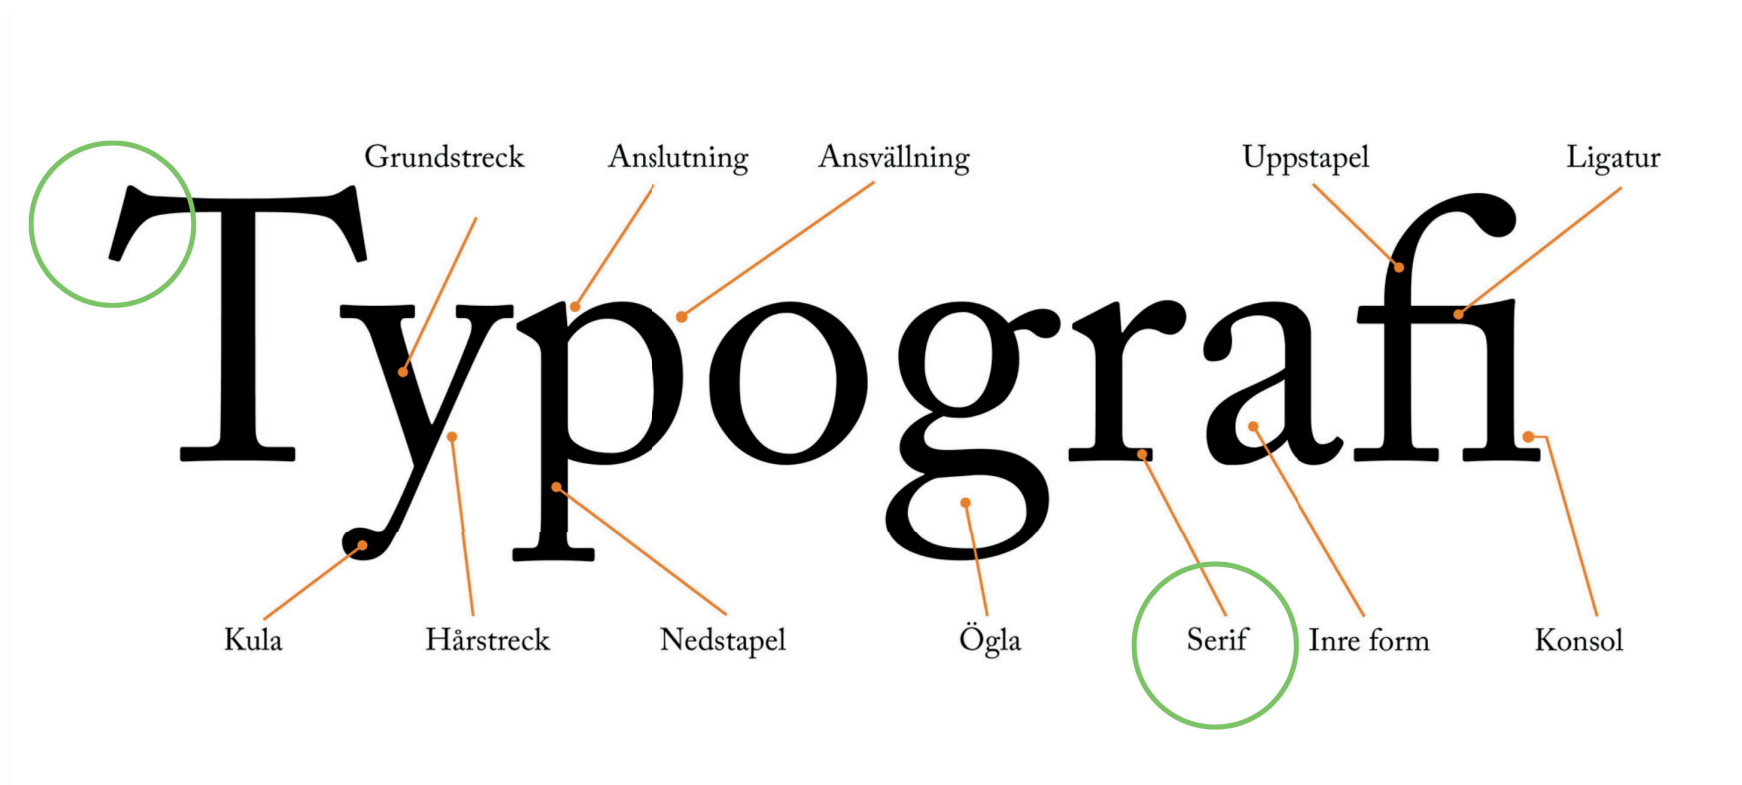 Grundstreck Anslutning Ansvällning Uppstapel Ligatur
Typografi
Kula Hårstreck Nedstapel Ögla Serif Inre form Konsol